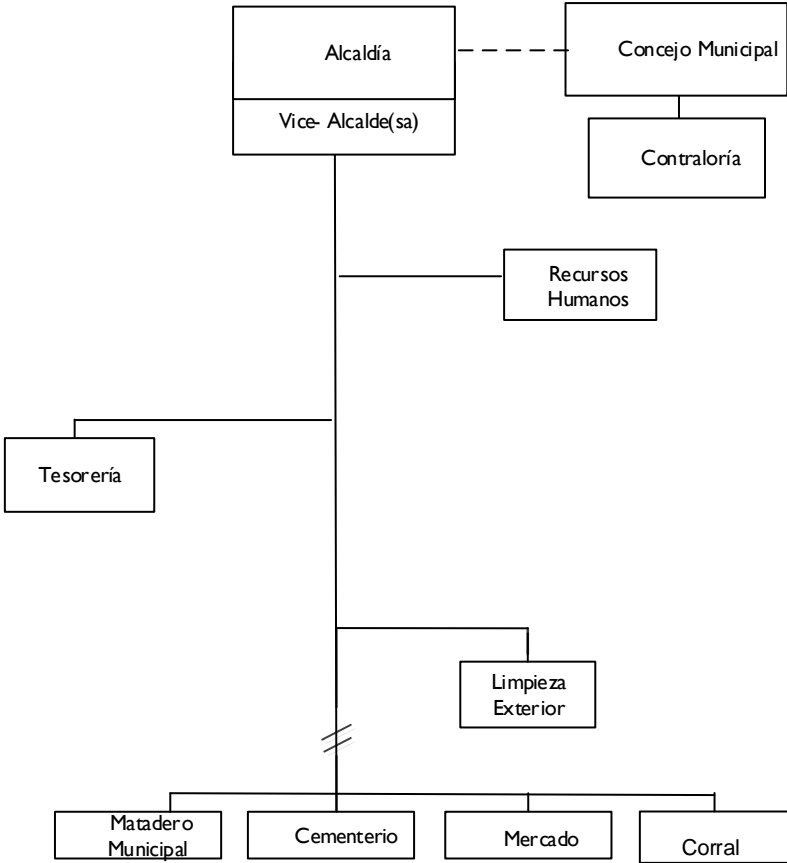 Alcaldía
Concejo Municipal
Vice- Alcalde(sa)
Contraloría
Recursos
Humanos
Tesorería
Limpieza
Exterior
Matadero
Municipal
Cementerio
Mercado
Corral